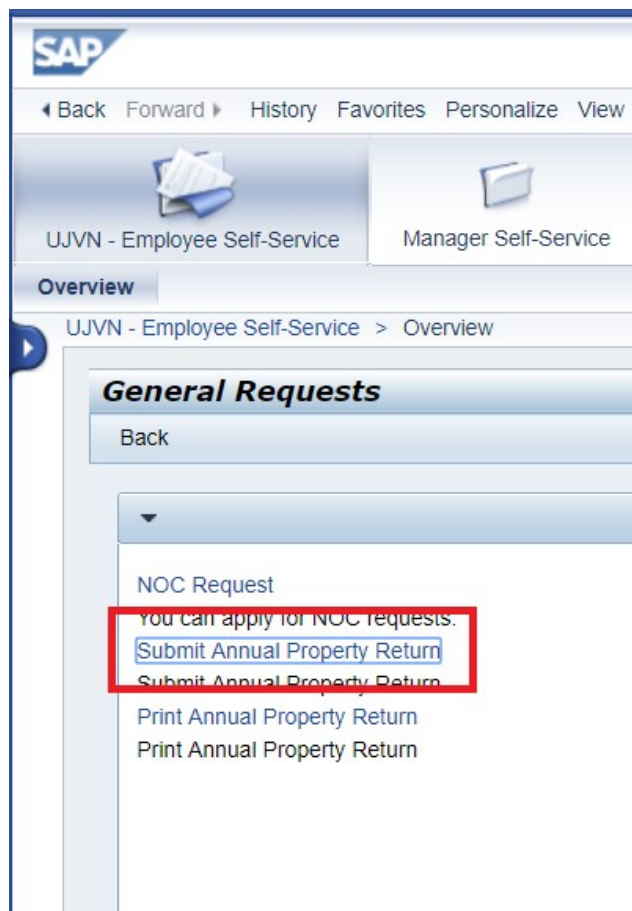 SAP
Back Forward History Favorites Personalize View
UJVN - Employee Self-Service Manager Self-Service
Overview
UJVN - Employee Self-Service > Overview
General Requests
Back
NOC Request
You can apply for NOC requests.
Submit Annual Property Return
Submit Annual Property Return
Print Annual Property Return
Print Annual Property Return